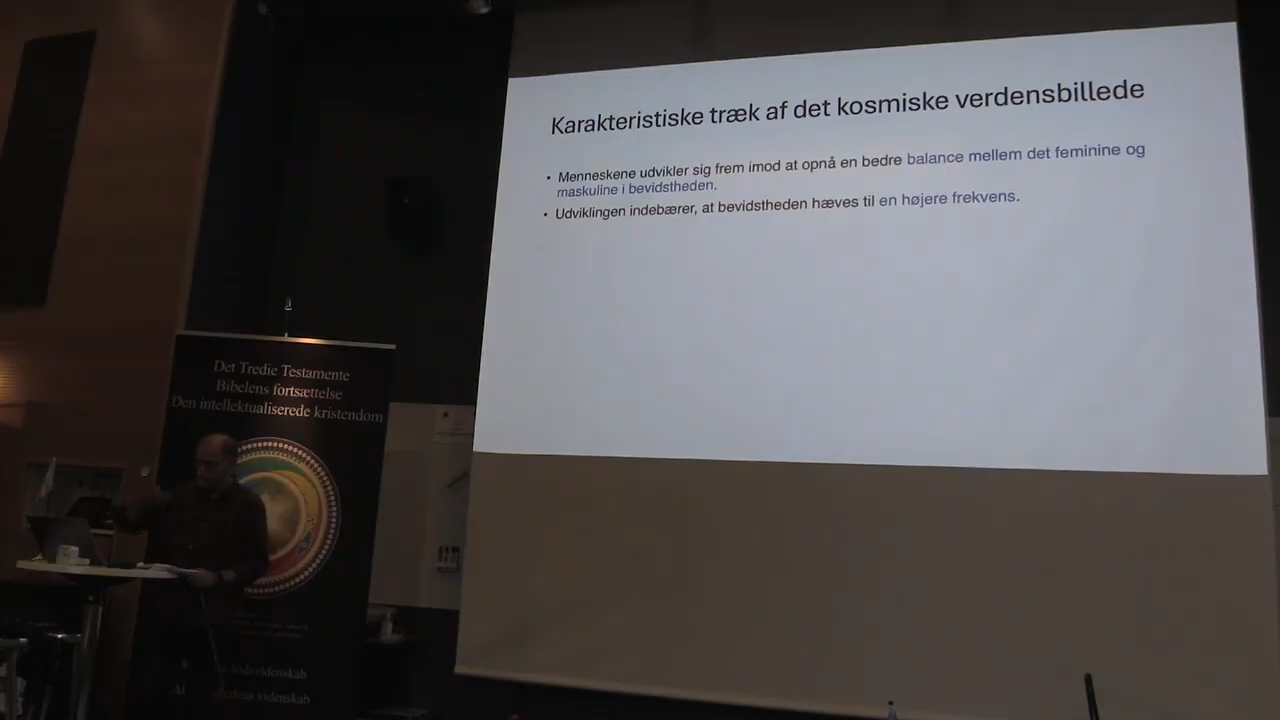 Karakteristiske træk af det kosmiske verdensbillede
• Menneskene udvikler sig frem imod at opnå en bedre balance mellem det feminine og
maskuline i bevidstheden.
• Udviklingen indebærer, at bevidstheden hæves til en højere frekvens.
Det Tredie Testamente
Bibelens fortsættelse
Den intellektualiserede kristendom
videnskab